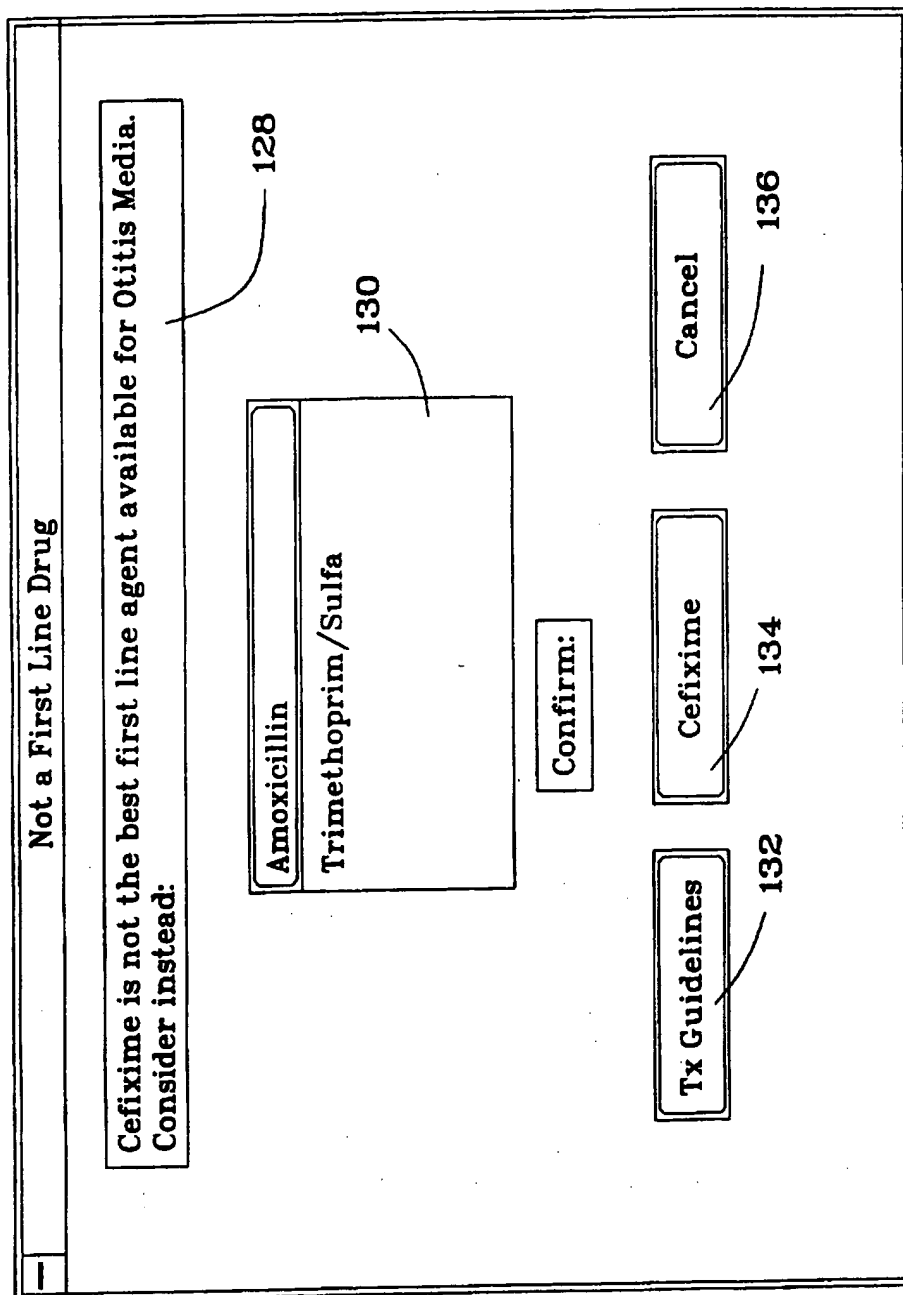 Not a First Line Drug
Cefixime is not the best first line agent available for Otitis Media.
Consider instead:
128
Amoxicillin
Trimethoprim/Sulfa
130
Confirm:
Tx Guidelines
Cefixime
Cancel
132
134
136